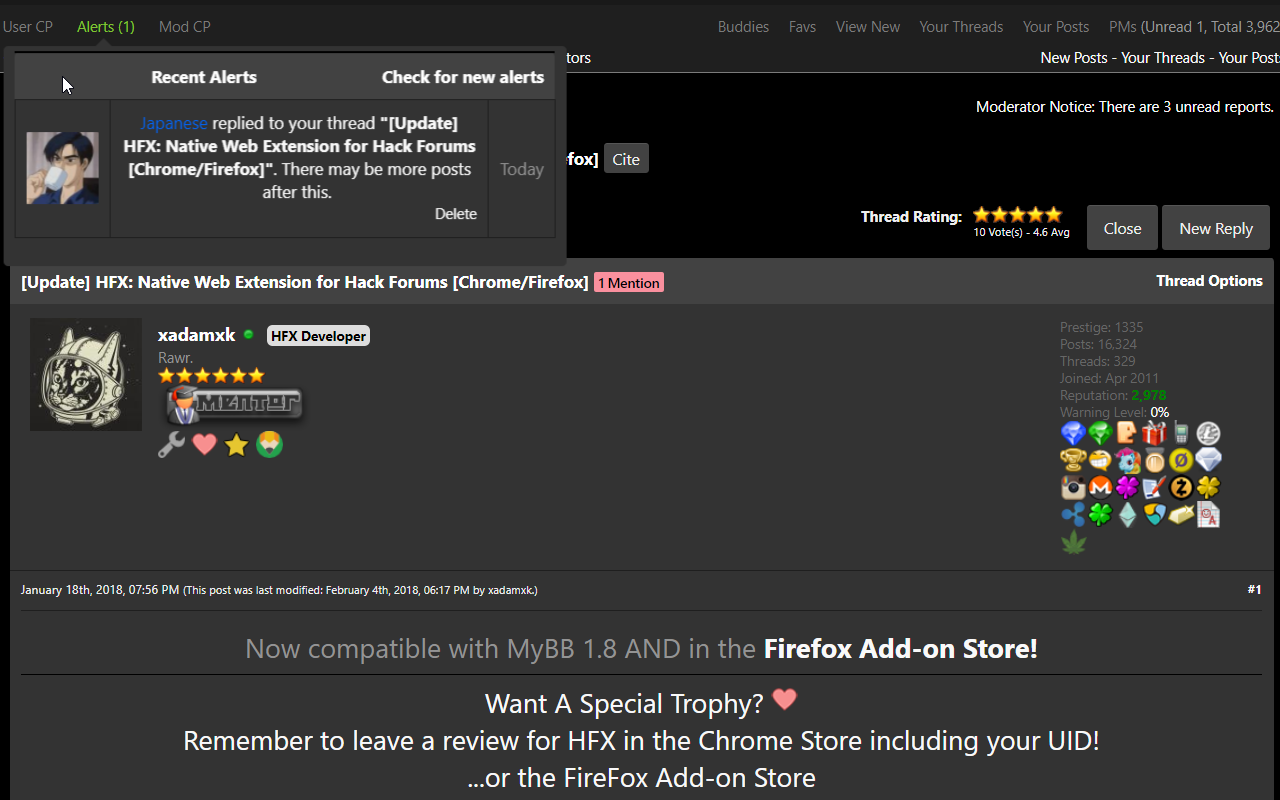 User CP Alerts (1) Mod CP Buddies Favs View New Your Threads Your Posts PMs (Unread 1, Total 3,962
tors New Posts - Your Threads - Your Post
Recent Alerts Check for new alerts
Moderator Notice: There are 3 unread reports.
Japanese replied to your thread "[Update]
HFX: Native Web Extension for Hack Forums
[Chrome/Firefox]". There may be more posts
after this.
Today
Delete
fox] Cite
Thread Rating:
10 Vote(s) - 4.6 Avg
Close New Reply
[Update] HFX: Native Web Extension for Hack Forums [Chrome/Firefox] 1 Mention Thread Options
xadamxk HFX Developer
Rawr.
MENTOR
Prestige: 1335
Posts: 16,324
Threads: 329
Joined: Apr 2011
Reputation: 2,978
Warning Level: 0%
January 18th, 2018, 07:56 PM (This post was last modified: February 4th, 2018, 06:17 PM by xadamxk.) #1
Now compatible with MyBB 1.8 AND in the Firefox Add-on Store!
Want A Special Trophy?
Remember to leave a review for HFX in the Chrome Store including your UID!
...or the FireFox Add-on Store